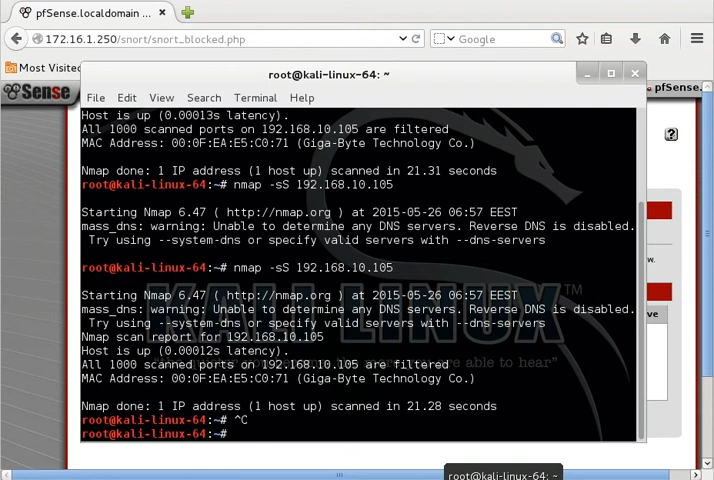 pfSense.localdomain
172.16.1.250/snort/snort_blocked.php
Google
Most Visited
root@kali-linux-64: ~
Sense
pfSense.
File Edit View Search Terminal Help
Host is up (0.00013s latency).
All 1000 scanned ports on 192.168.10.105 are filtered
MAC Address: 00:0F:EA:E5:C0:71 (Giga-Byte Technology Co.)
Nmap done: 1 IP address (1 host up) scanned in 21.31 seconds
root@kali-linux-64:~# nmap -sS 192.168.10.105
Starting Nmap 6.47 ( http://nmap.org ) at 2015-05-26 06:57 EEST
mass_dns: warning: Unable to determine any DNS servers. Reverse DNS is disabled.
Try using --system-dns or specify valid servers with --dns-servers
root@kali-linux-64:~# nmap -sS 192.168.10.105
Starting Nmap 6.47 ( http://nmap.org ) at 2015-05-26 06:57 EEST
mass_dns: warning: Unable to determine any DNS servers. Reverse DNS is disabled.
Try using --system-dns or specify valid servers with --dns-servers
Nmap scan report for 192.168.10.105
Host is up (0.00012s latency).
All 1000 scanned ports on 192.168.10.105 are filtered
MAC Address: 00:0F:EA:E5:C0:71 (Giga-Byte Technology Co.)
Nmap done: 1 IP address (1 host up) scanned in 21.28 seconds
root@kali-linux-64:~# ^C
root@kali-linux-64:~#
KALI LINUX™
root@kali-linux-64: ~